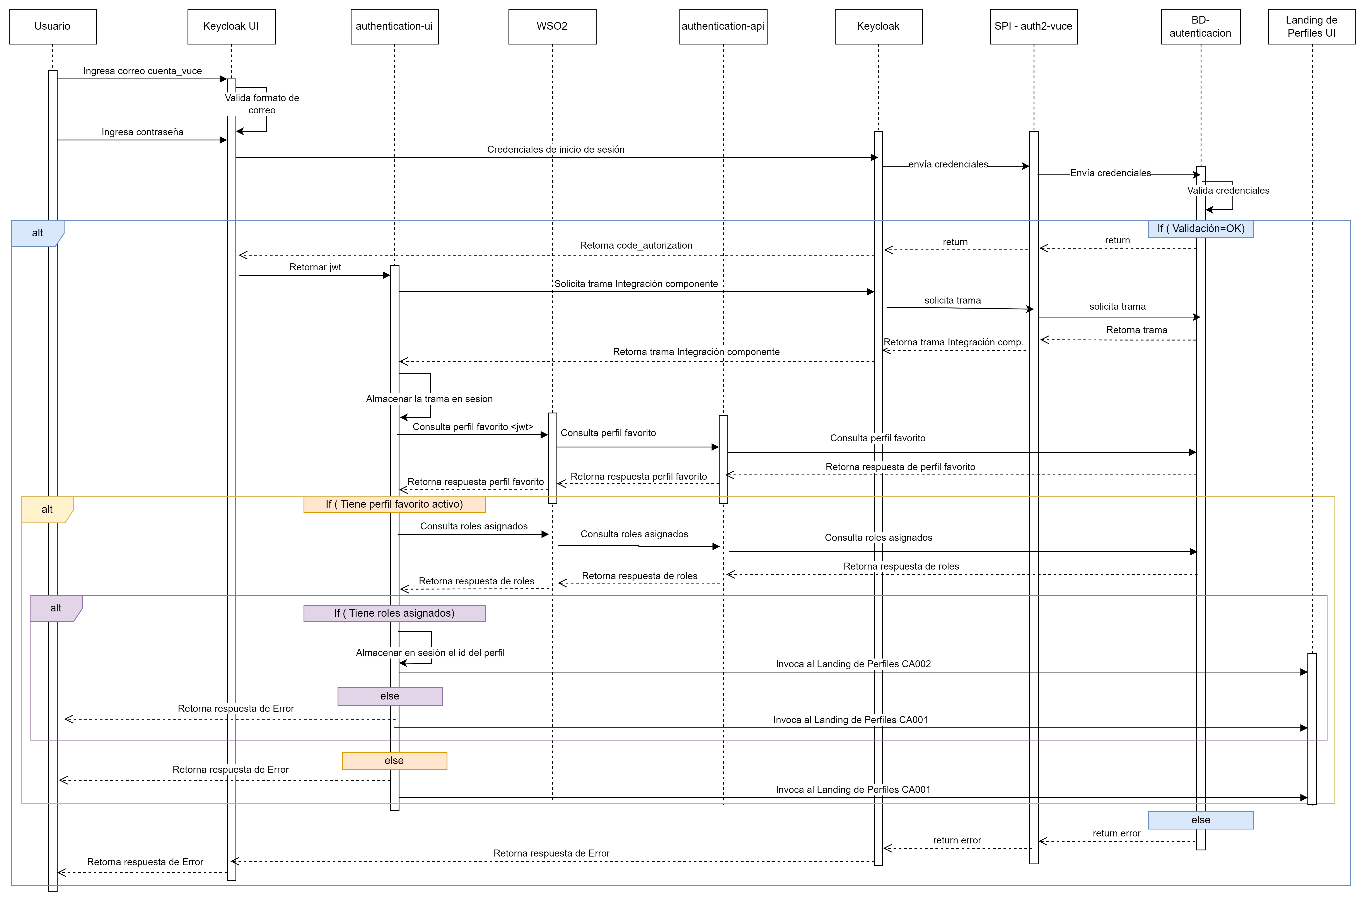 Usuario
Keycloak UI
authentication-ui
WSO2
authentication-api
Keycloak
SPI - auth2-vuce
BD-
autenticacion
Landing de
Perfiles UI
Ingresa correo cuenta_vuce
Valida formato de
correo
Ingresa contraseña
Credenciales de inicio de sesión
envía credenciales
Envía credenciales
Valida credenciales
alt
If ( Validación=OK)
return
return
Retorna code_autorization
Retornar jwt
Solicita trama Integración componente
solicita trama
solicita trama
Retorna trama
Retorna trama Integración comp.
Retorna trama Integración componente
Almacenar la trama en sesion
Consulta perfil favorito <jwt>
Consulta perfil favorito
Consulta perfil favorito
Retorna respuesta de perfil favorito
Retorna respuesta perfil favorito
Retorna respuesta perfil favorito
alt
If ( Tiene perfil favorito activo)
Consulta roles asignados
Consulta roles asignados
Consulta roles asignados
Retorna respuesta de roles
Retorna respuesta de roles
Retorna respuesta de roles
alt
If ( Tiene roles asignados)
Almacenar en sesión el id del perfil
Invoca al Landing de Perfiles CA002
else
Retorna respuesta de Error
Invoca al Landing de Perfiles CA001
else
Retorna respuesta de Error
Invoca al Landing de Perfiles CA001
else
return error
return error
Retorna respuesta de Error
Retorna respuesta de Error